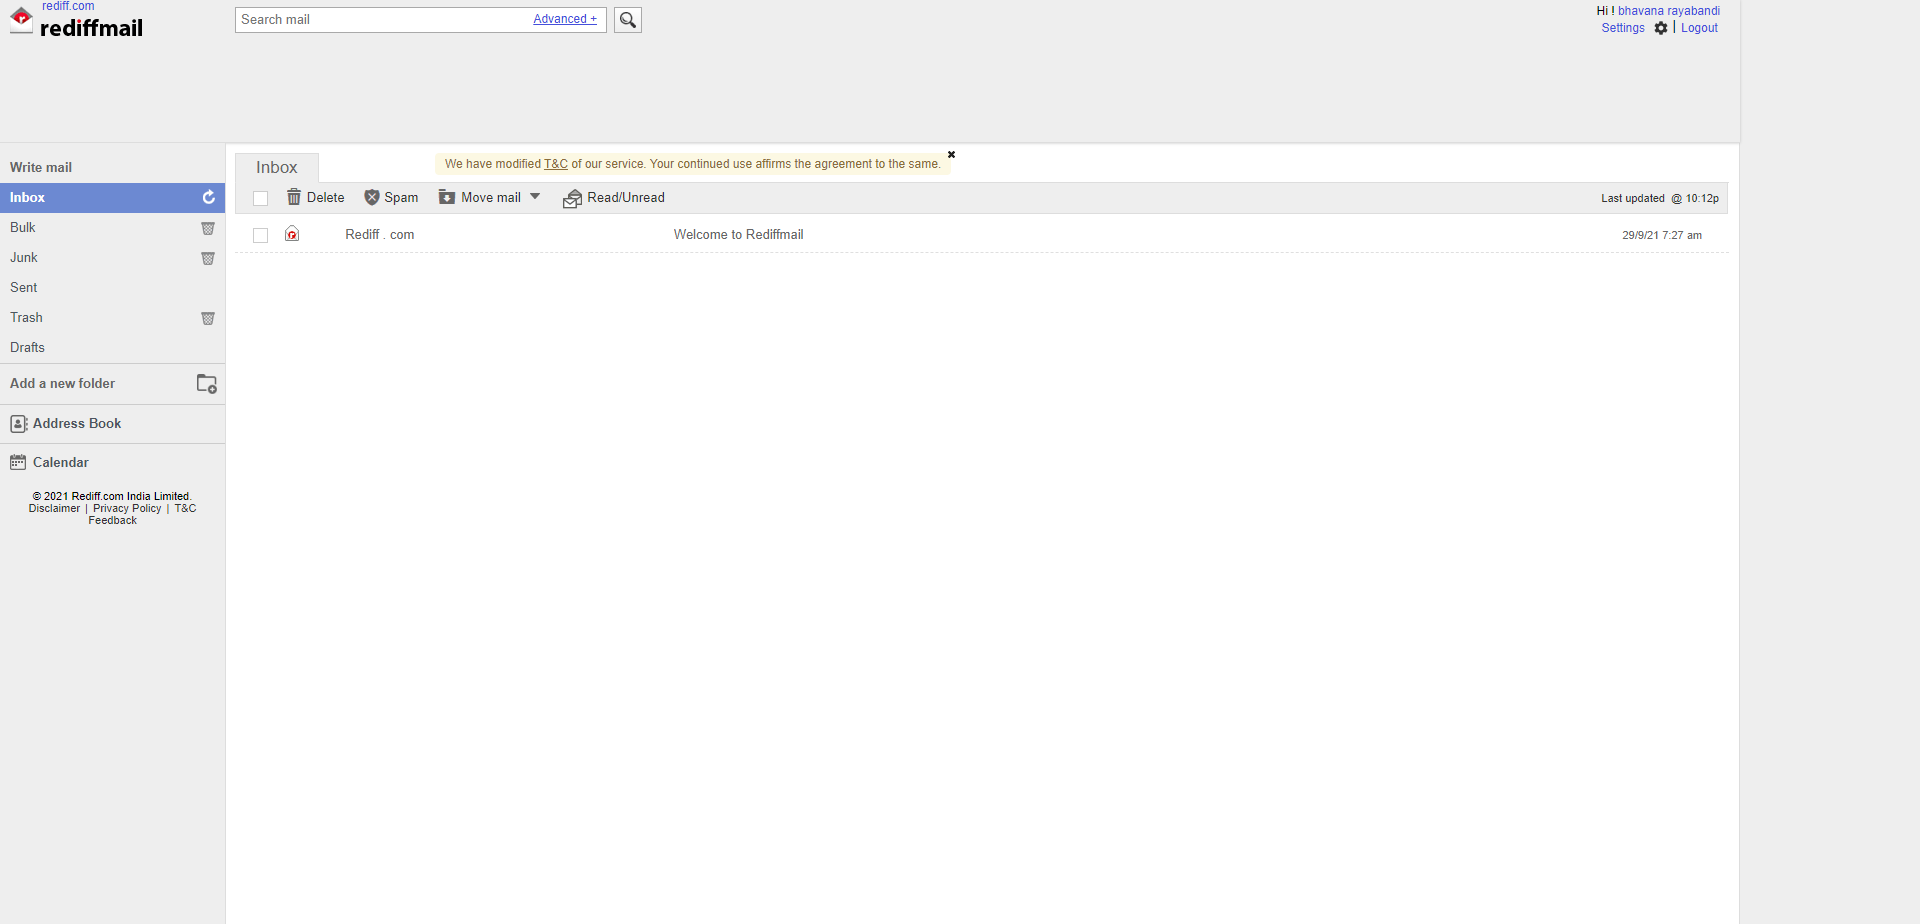 rediff.com
rediffmail
Search mail Advanced +
Hi ! bhavana rayabandi
Settings | Logout
Write mail
Inbox
Bulk
Junk
Sent
Trash
Drafts
Add a new folder
Address Book
Calendar
© 2021 Rediff.com India Limited.
Disclaimer | Privacy Policy | T&C
Feedback
Inbox
We have modified T&C of our service. Your continued use affirms the agreement to the same.
Delete Spam Move mail Read/Unread Last updated @ 10:12p
Rediff . com Welcome to Rediffmail 29/9/21 7:27 am